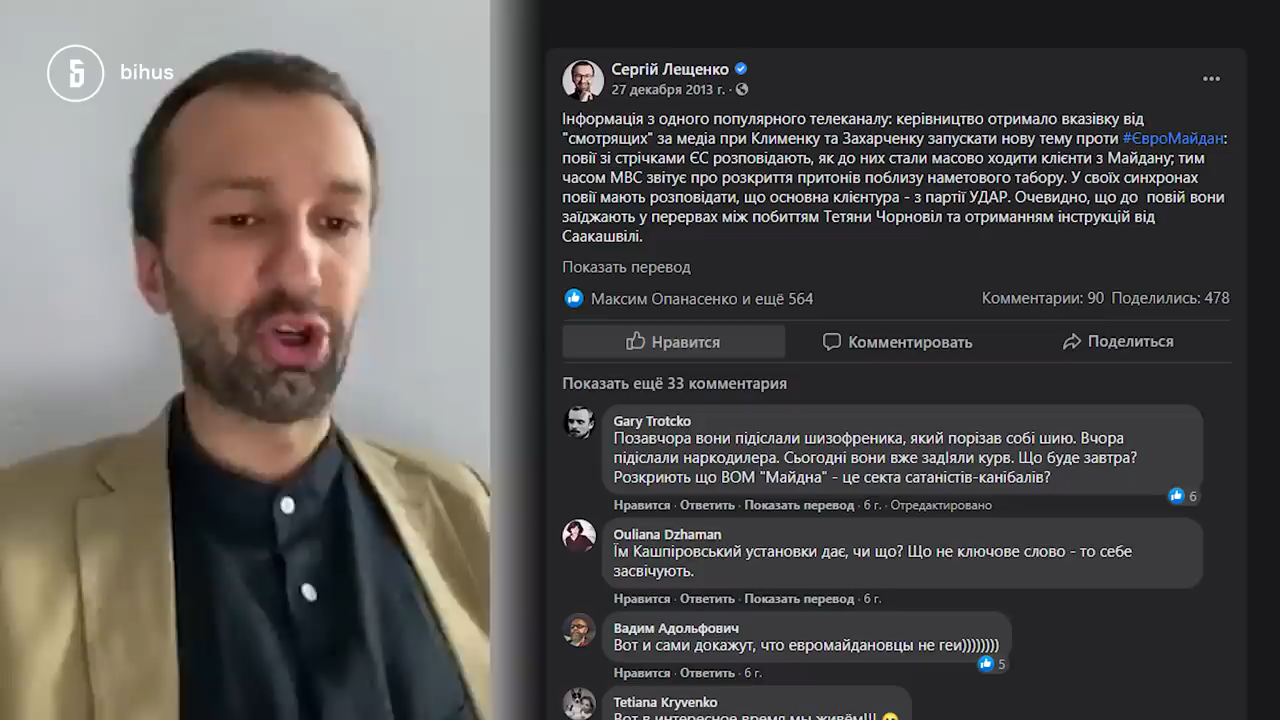 bihus
Сергій Лещенко
27 декабря 2013 г. ·
Інформація з одного популярного телеканалу: керівництво отримало вказівку від
"смотрящих" за медіа при Клименку та Захарченку запускати нову тему проти #ЄвроМайдан:
повії зі стрічками ЄС розповідають, як до них стали масово ходити клієнти з Майдану; тим
часом МВС звітує про розкриття притонів поблизу наметового табору. У своїх синхронах
повії мають розповідати, що основна клієнтура - з партії УДАР. Очевидно, що до повій вони
заїджають у перервах між побиттям Тетяни Чорновіл та отриманням інструкцій від
Саакашвілі.
Показать перевод
Максим Опанасенко и ещё 564
Комментарии: 90 Поделились: 478
Нравится
Комментировать
Поделиться
Показать ещё 33 комментария
Gary Trotcko
Позавчора вони підіслали шизофреника, який порізав собі шию. Вчора
підіслали наркодилера. Сьогодні вони вже задІяли курв. Що буде завтра?
Розкриють що ВОМ "Майдна" - це секта сатаністів-канібалів?
6
Нравится · Ответить · Показать перевод · 6 г. · Отредактировано
Ouliana Dzhaman
Їм Кашпіровський установки дає, чи що? Що не ключове слово - то себе
засвічують.
Нравится · Ответить · Показать перевод · 6 г.
Вадим Адольфович
Вот и сами докажут, что евромайдановцы не геи))))))))
5
Нравится · Ответить · 6 г.
Tetiana Kryvenko
Вот в интересное время мы живём!!!